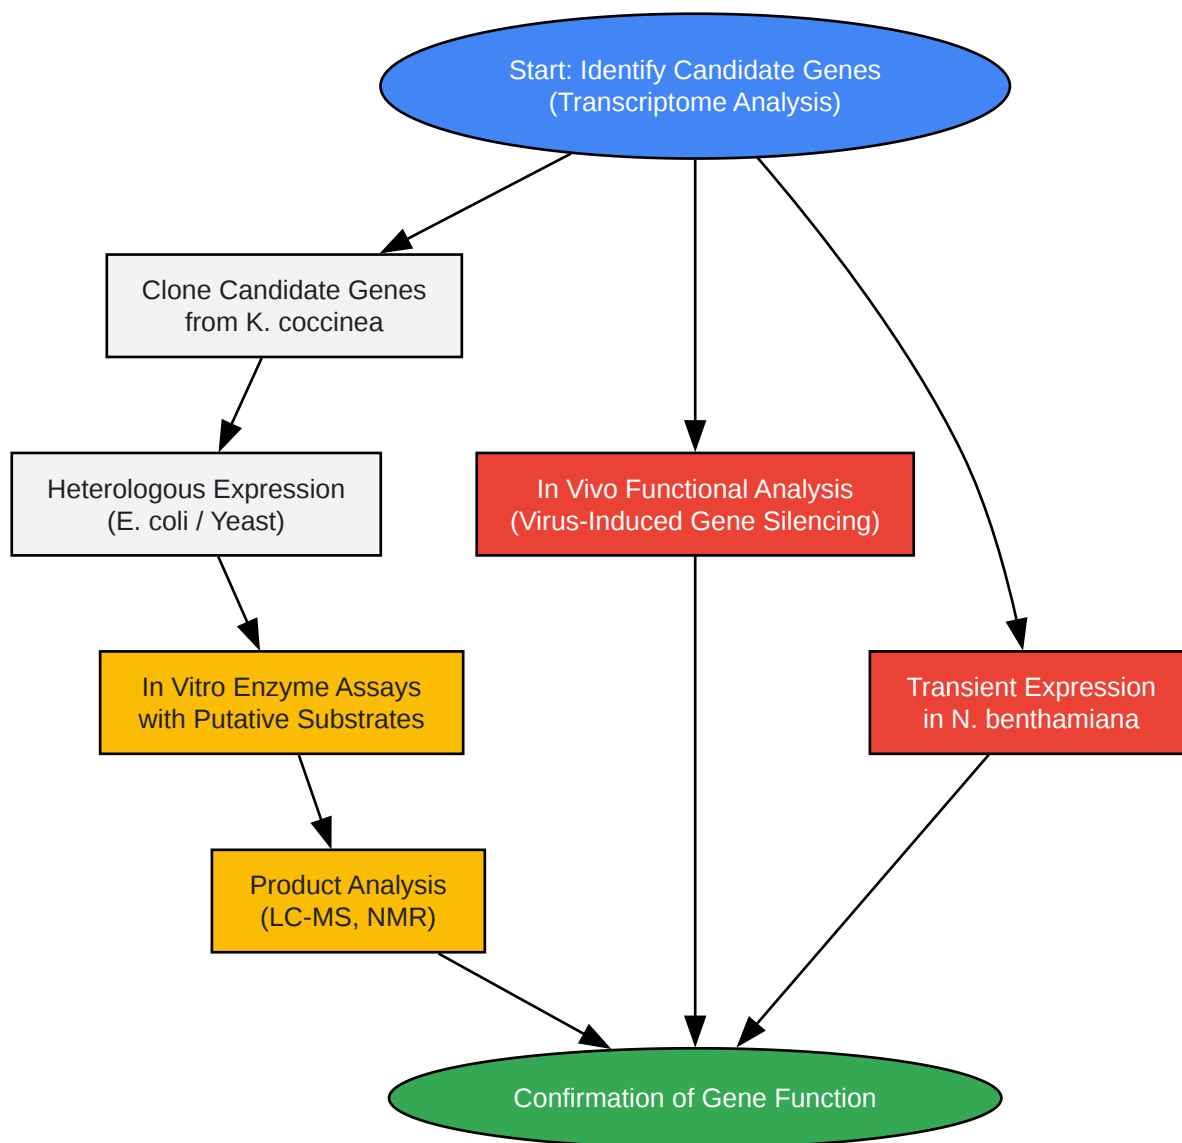 Start: Identify Candidate Genes
(Transcriptome Analysis)
Clone Candidate Genes
from K. coccinea
Heterologous Expression
(E. coli / Yeast)
In Vivo Functional Analysis
(Virus-Induced Gene Silencing)
In Vitro Enzyme Assays
with Putative Substrates
Transient Expression
in N. benthamiana
Product Analysis
(LC-MS, NMR)
Confirmation of Gene Function